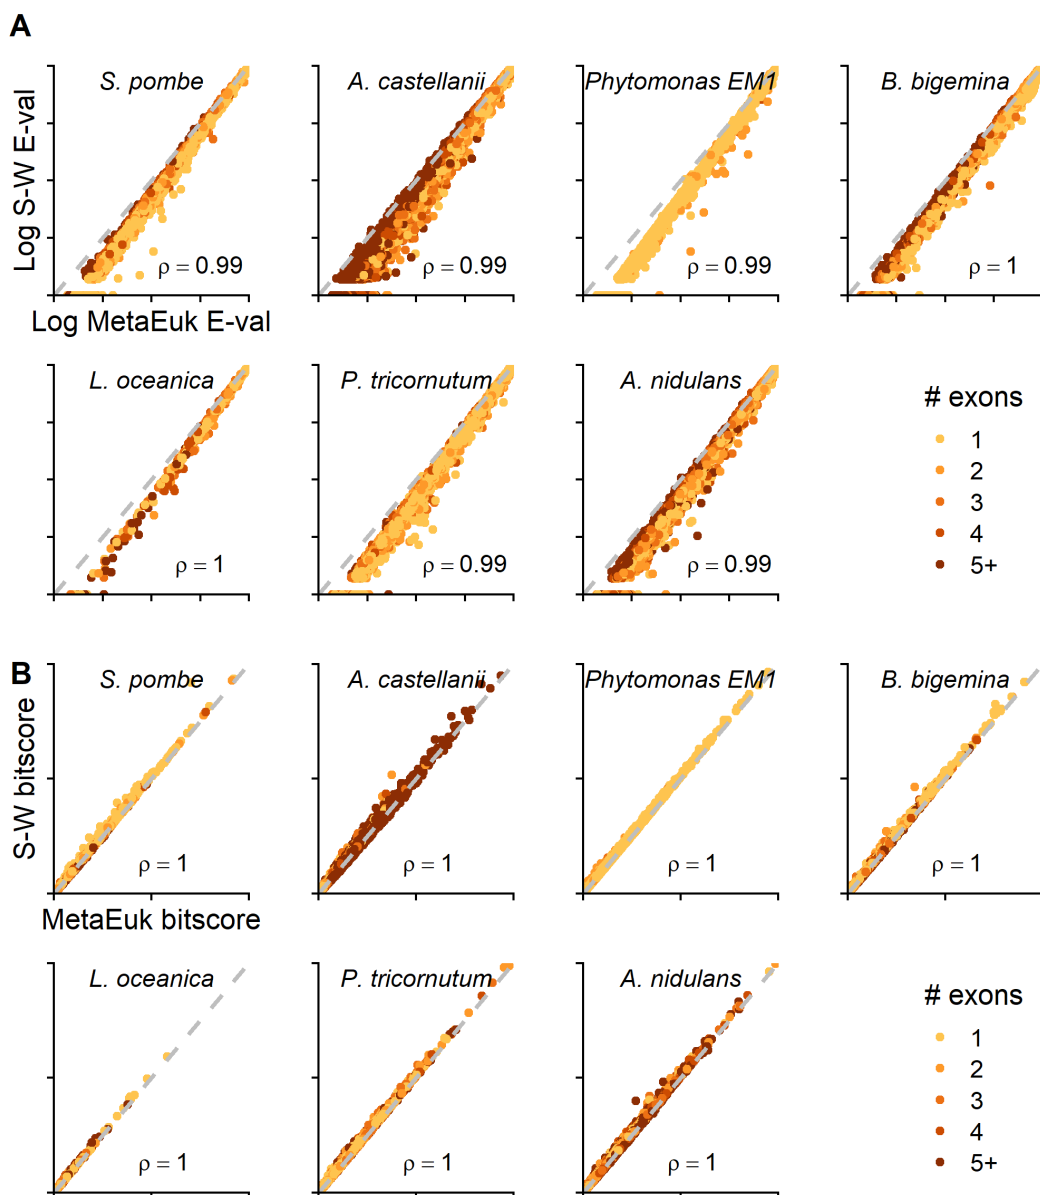 A
S. pombe
A. castellanii
Phytomonas EM1
B. bigemina
Log S-W E-val
ρ = 0.99
ρ = 0.99
ρ = 0.99
ρ = 1
Log MetaEuk E-val
L. oceanica
P. tricornutum
A. nidulans
# exons
1
2
3
4
5+
ρ = 1
ρ = 0.99
ρ = 0.99
B
S. pombe
A. castellanii
Phytomonas EM1
B. bigemina
S-W bitscore
ρ = 1
ρ = 1
ρ = 1
ρ = 1
MetaEuk bitscore
L. oceanica
P. tricornutum
A. nidulans
# exons
1
2
3
4
5+
ρ = 1
ρ = 1
ρ = 1